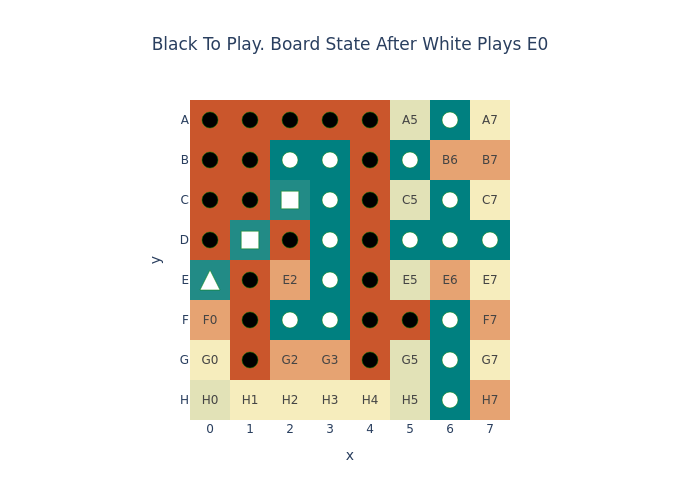 Black To Play. Board State After White Plays E0
A A5 A7
B B6 B7
C C5 C7
D
E E2 E5 E6 E7
F F0 F7
G G0 G2 G3 G5 G7
H H0 H1 H2 H3 H4 H5 H7
0 1 2 3 4 5 6 7
x
y